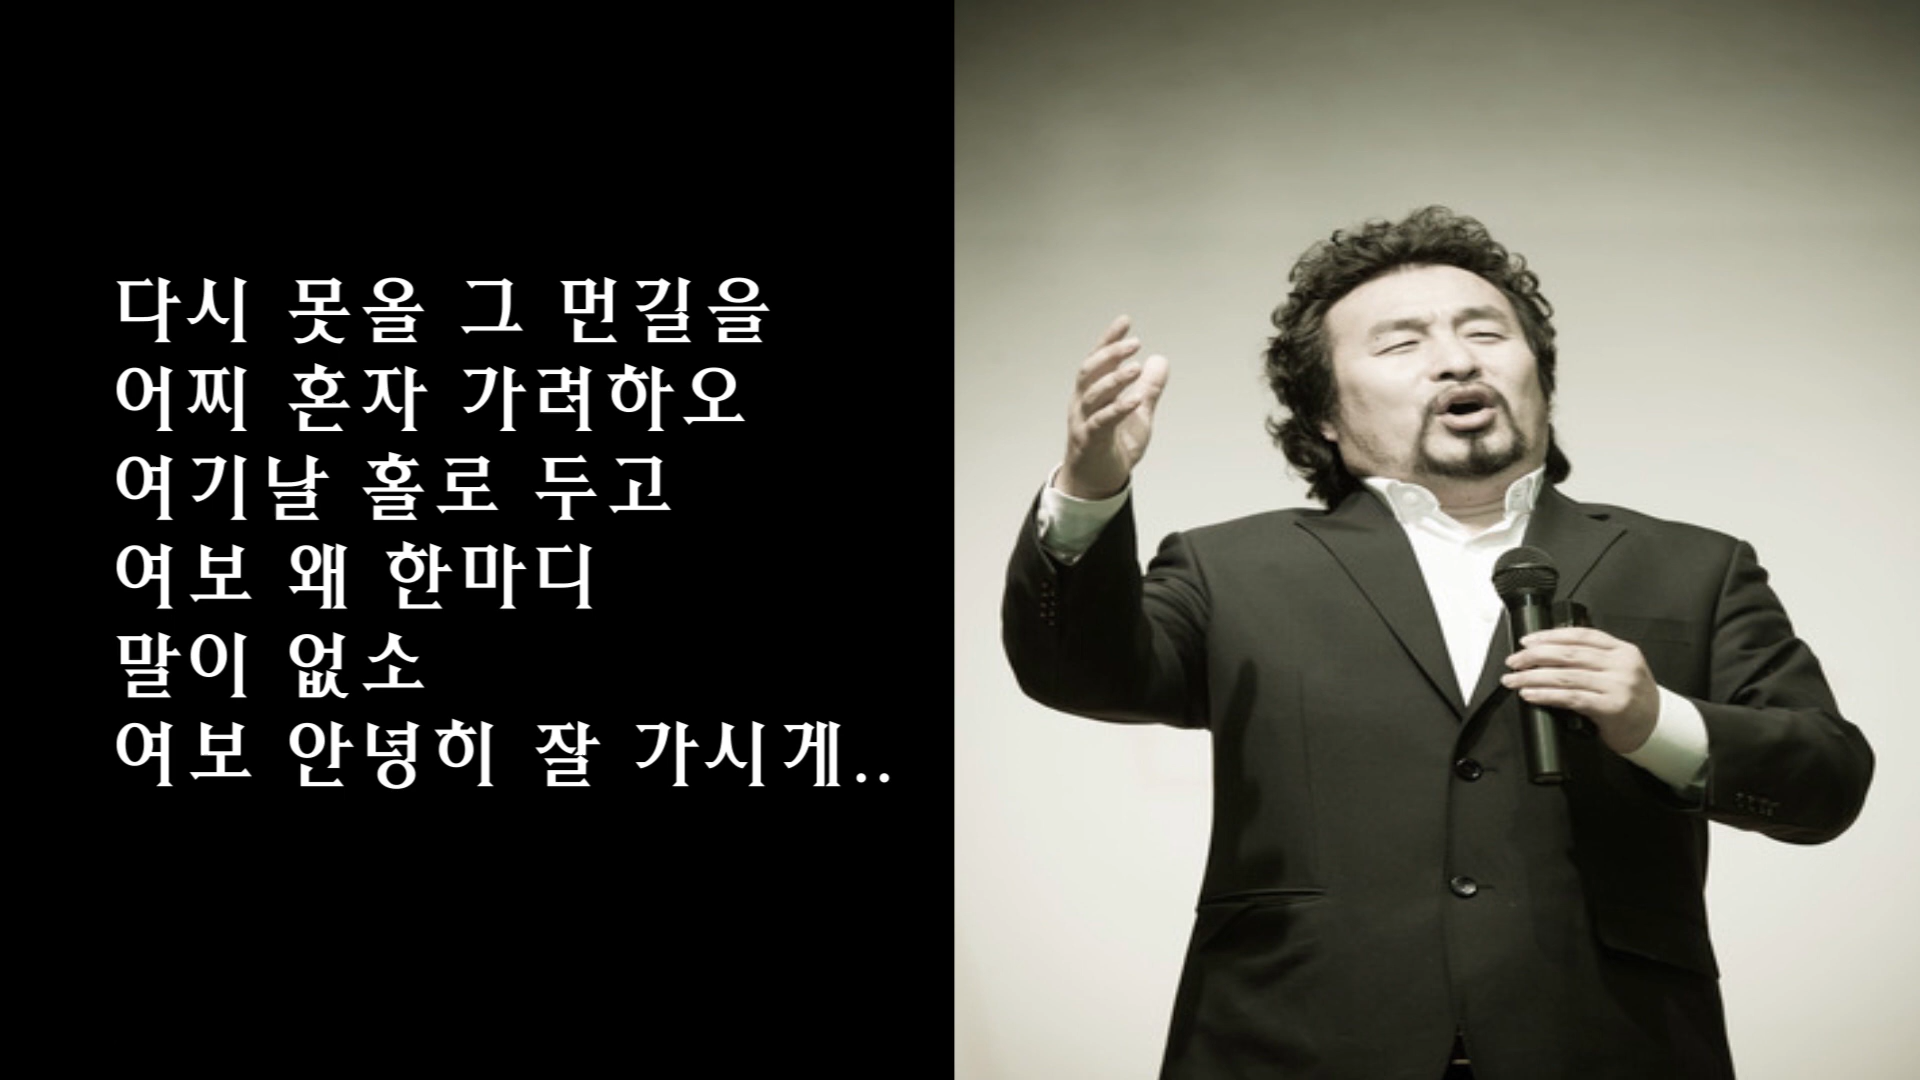 다시 못올 그 먼길을
어찌 혼자 가려하오
여기날 홀로 두고
여보 왜 한마디
말이 없소
여보 안녕히 잘 가시게..